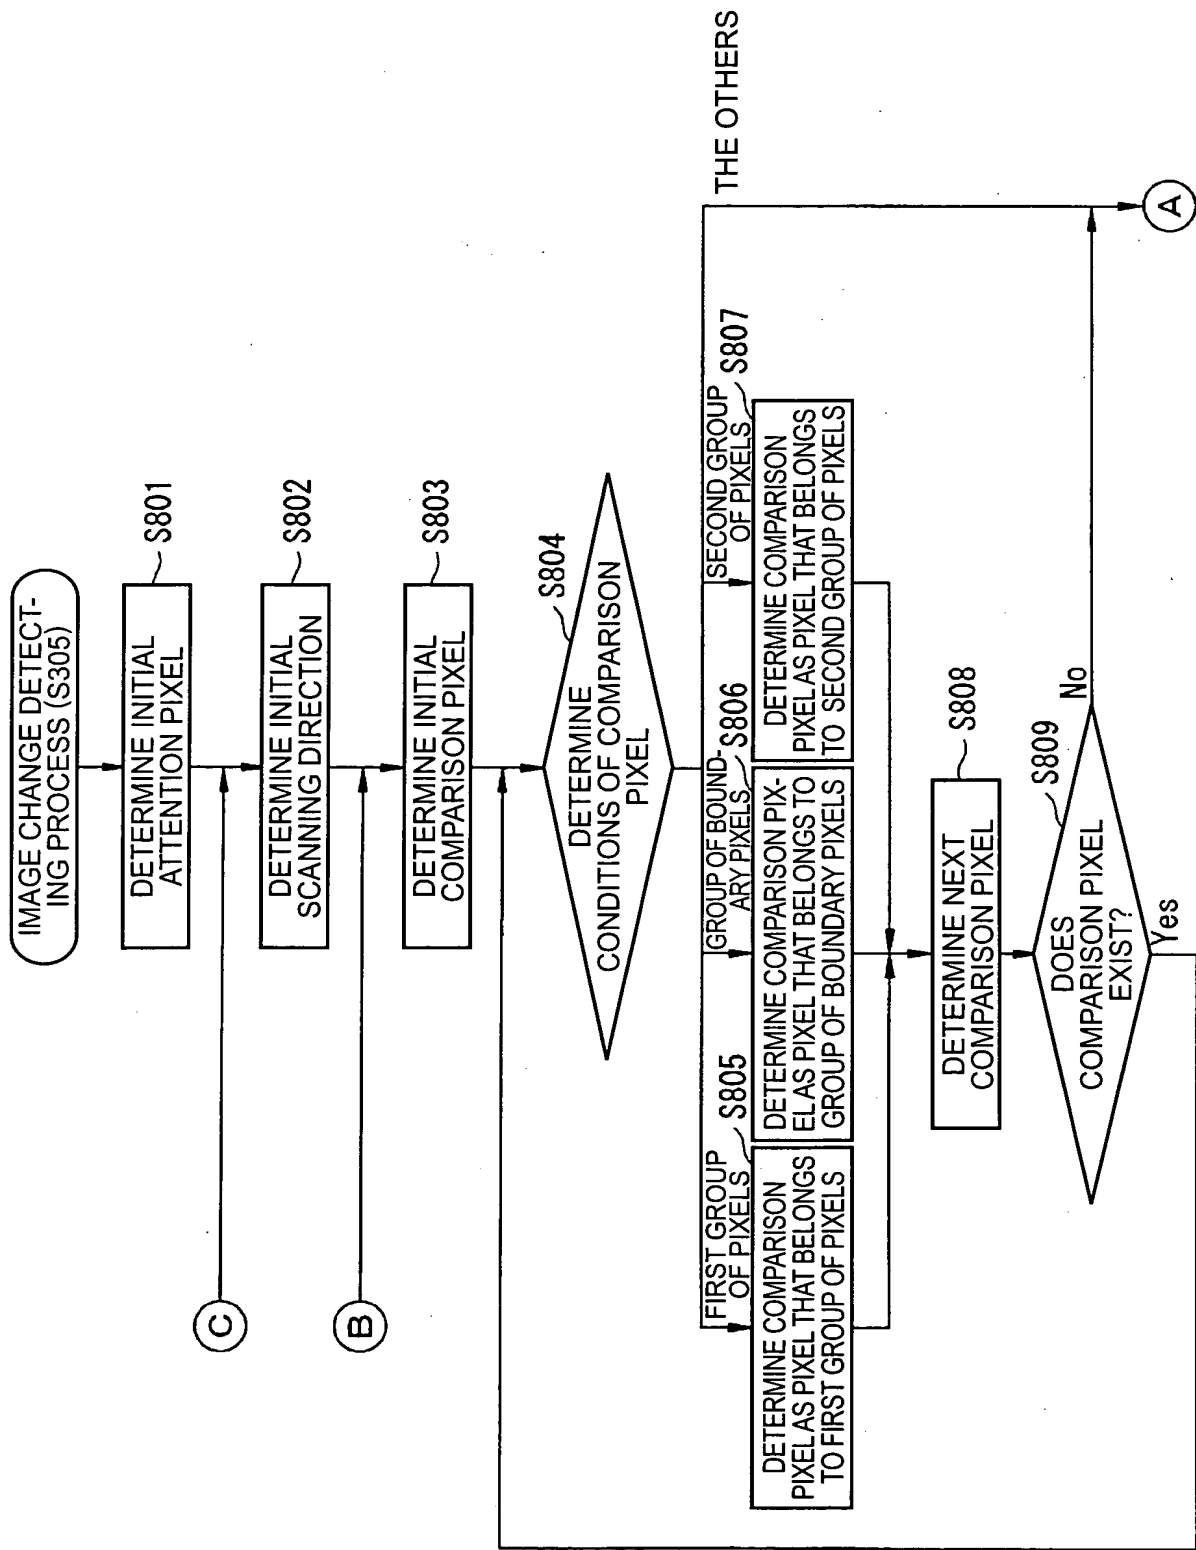 IMAGE CHANGE DETECT-
ING PROCESS (S305)
S801
DETERMINE INITIAL
ATTENTION PIXEL
C
S802
DETERMINE INITIAL
SCANNING DIRECTION
B
S803
DETERMINE INITIAL
COMPARISON PIXEL
S804
DETERMINE
CONDITIONS OF COMPARISON
PIXEL
FIRST GROUP
OF PIXELS
S805
DETERMINE COMPARISON
PIXEL AS PIXEL THAT BELONGS
TO FIRST GROUP OF PIXELS
GROUP OF BOUND-
ARY PIXELS
S806
DETERMINE COMPARISON PIX-
EL AS PIXEL THAT BELONGS TO
GROUP OF BOUNDARY PIXELS
SECOND GROUP
OF PIXELS
S807
DETERMINE COMPARISON
PIXEL AS PIXEL THAT BELONGS
TO SECOND GROUP OF PIXELS
THE OTHERS
S808
DETERMINE NEXT
COMPARISON PIXEL
S809
DOES
COMPARISON PIXEL
EXIST?
No
Yes
A